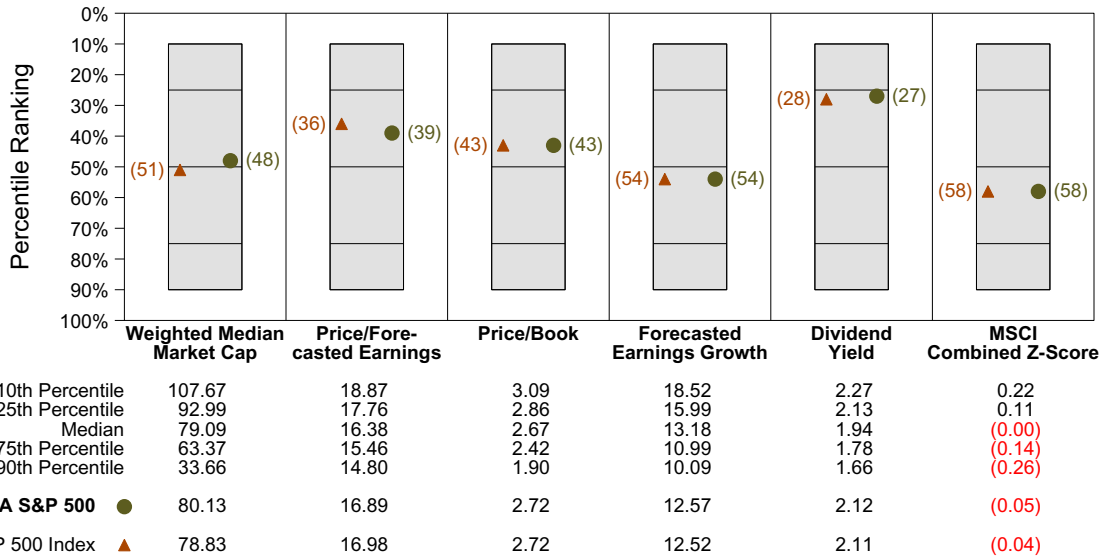 Percentile Ranking
0%
10%
20%
30%
40%
50%
60%
70%
80%
90%
100%
(51) (48)
(36) (39)
(43) (43)
(54) (54)
(28) (27)
(58) (58)
Weighted Median
Market Cap
Price/Fore-
casted Earnings
Price/Book
Forecasted
Earnings Growth
Dividend
Yield
MSCI
Combined Z-Score
10th Percentile 107.67 18.87 3.09 18.52 2.27 0.22
25th Percentile 92.99 17.76 2.86 15.99 2.13 0.11
Median 79.09 16.38 2.67 13.18 1.94 (0.00)
75th Percentile 63.37 15.46 2.42 10.99 1.78 (0.14)
90th Percentile 33.66 14.80 1.90 10.09 1.66 (0.26)
A S&P 500 80.13 16.89 2.72 12.57 2.12 (0.05)
P 500 Index 78.83 16.98 2.72 12.52 2.11 (0.04)